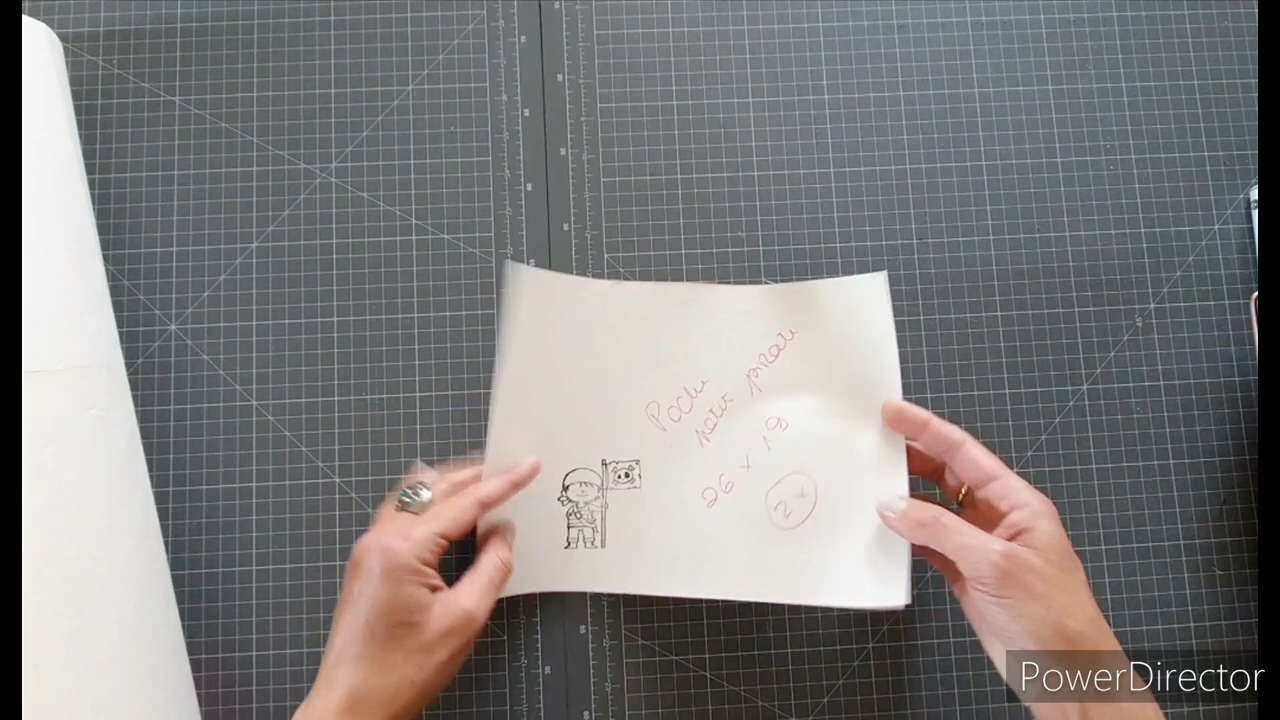 Poche
petit pirate
26 x 19
2x
PowerDirector